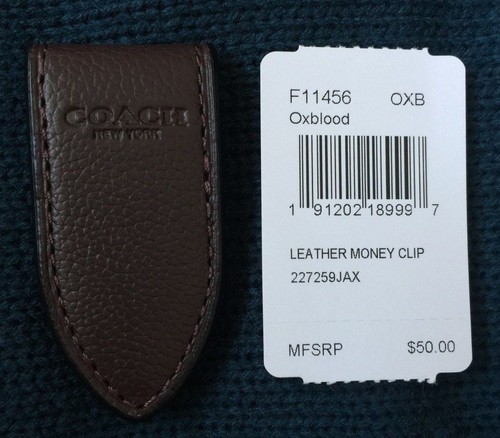 COACH
NEW YORK
F11456 OXB
Oxblood
1 91202 18999 7
LEATHER MONEY CLIP
227259JAX
MFSRP $50.00